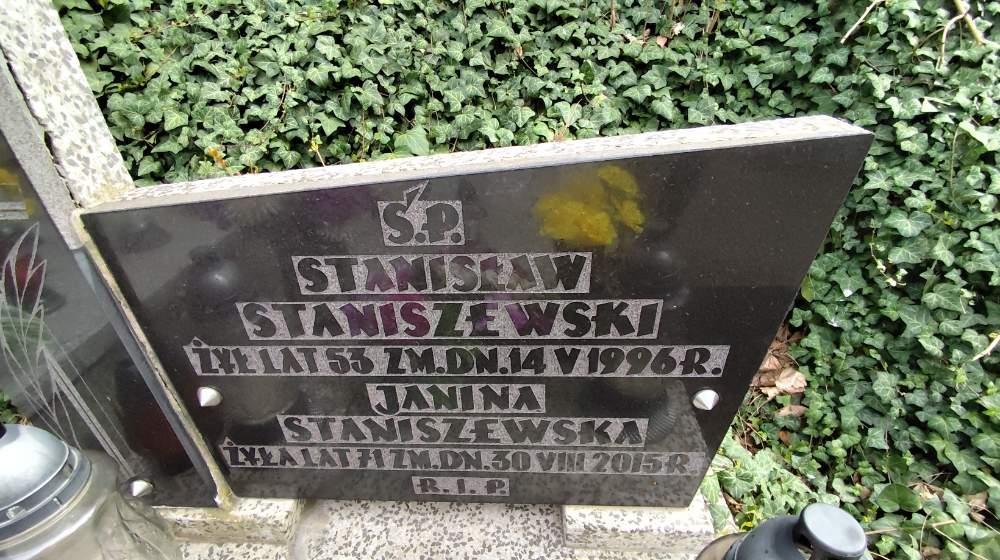 Ś.P.
STANISŁAW
STANISZEWSKI
ŻYŁ LAT 53 ZM. DN. 14 V 1996 R.
JANINA
STANISZEWSKA
ŻYŁA LAT 71 ZM. DN. 30 VIII 2015 R
R.I.P.